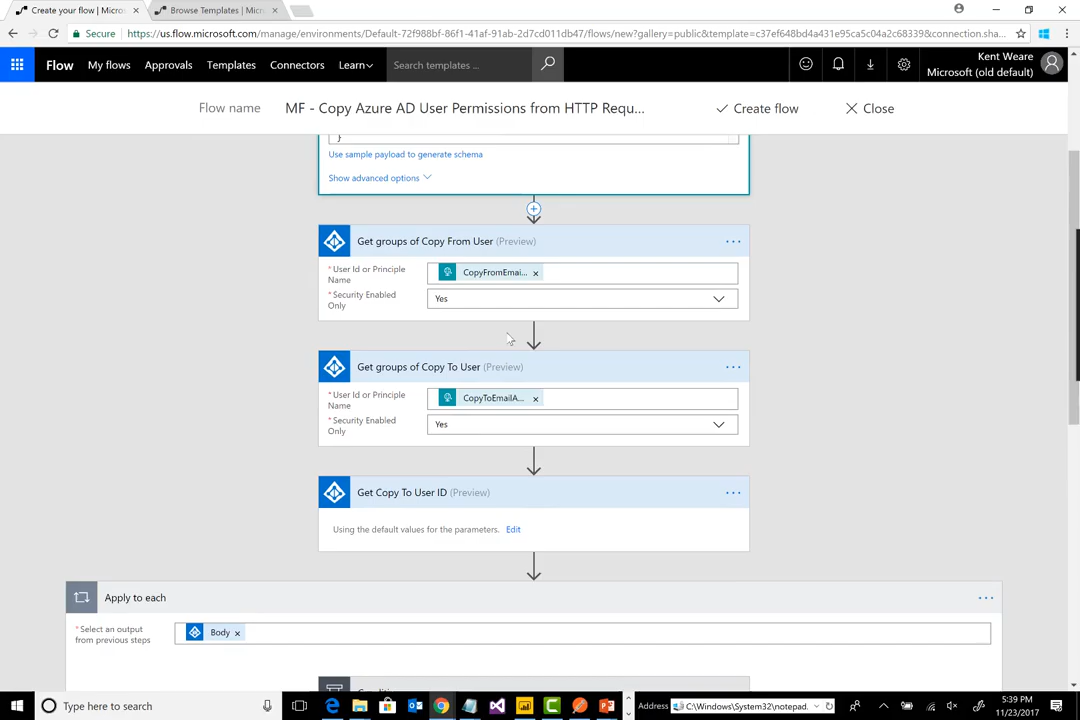 Create your flow | Micros
Browse Templates | Micr
Secure
https://us.flow.microsoft.com/manage/environments/Default-72f988bf-86f1-41af-91ab-2d7cd011db47/flows/new?gallery=public&template=c37ef648bd4a431e95ca5c04a2c68339&connection.sha...
Flow
My flows
Approvals
Templates
Connectors
Learn
Search templates ...
Kent Weare
Microsoft (old default)
Flow name
MF - Copy Azure AD User Permissions from HTTP Requ...
Create flow
Close
}
Use sample payload to generate schema
Show advanced options
Get groups of Copy From User (Preview)
*User Id or Principle
Name
CopyFromEmai... x
*Security Enabled
Only
Yes
Get groups of Copy To User (Preview)
*User Id or Principle
Name
CopyToEmailA... x
*Security Enabled
Only
Yes
Get Copy To User ID (Preview)
Using the default values for the parameters. Edit
Apply to each
*Select an output
from previous steps
Body x
Type here to search
Address
C:\Windows\System32\notepad.
5:39 PM
11/23/2017